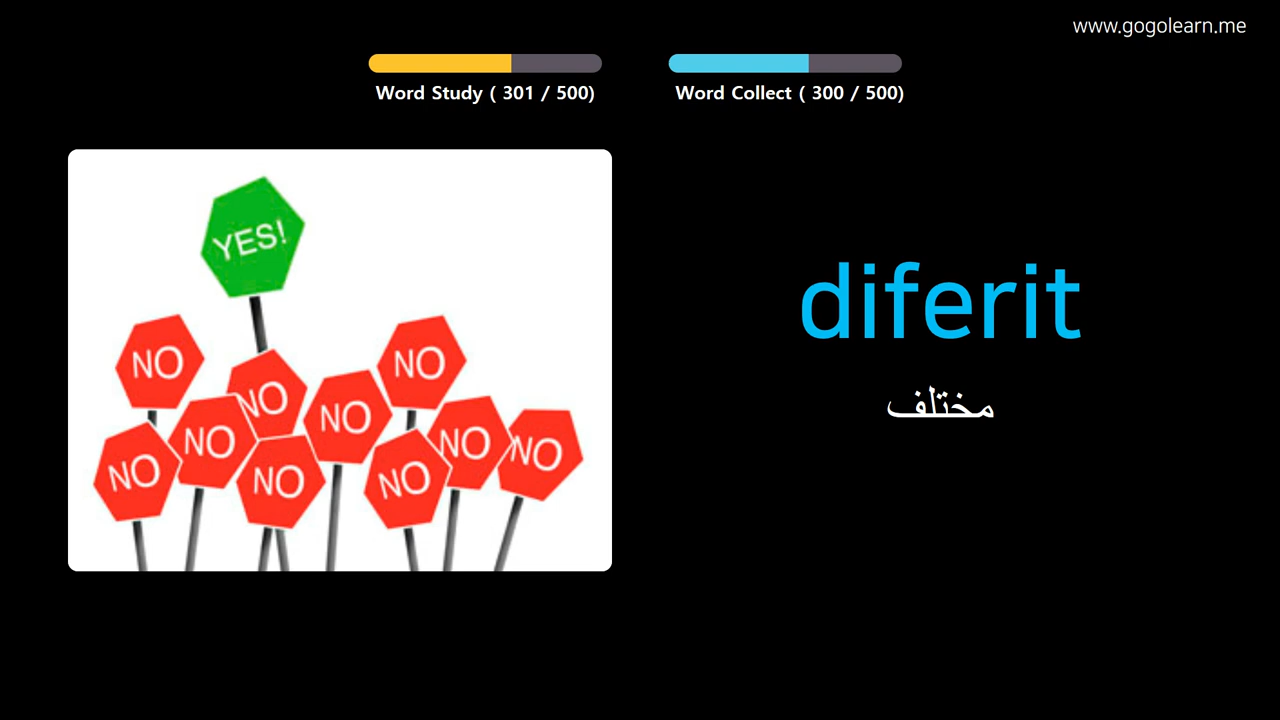 www.gogolearn.me
Word Study ( 301 / 500)
Word Collect ( 300 / 500)
YES!
NO
NO
NO
NO
NO
NO
NO
NO
NO
NO
diferit
مختلف